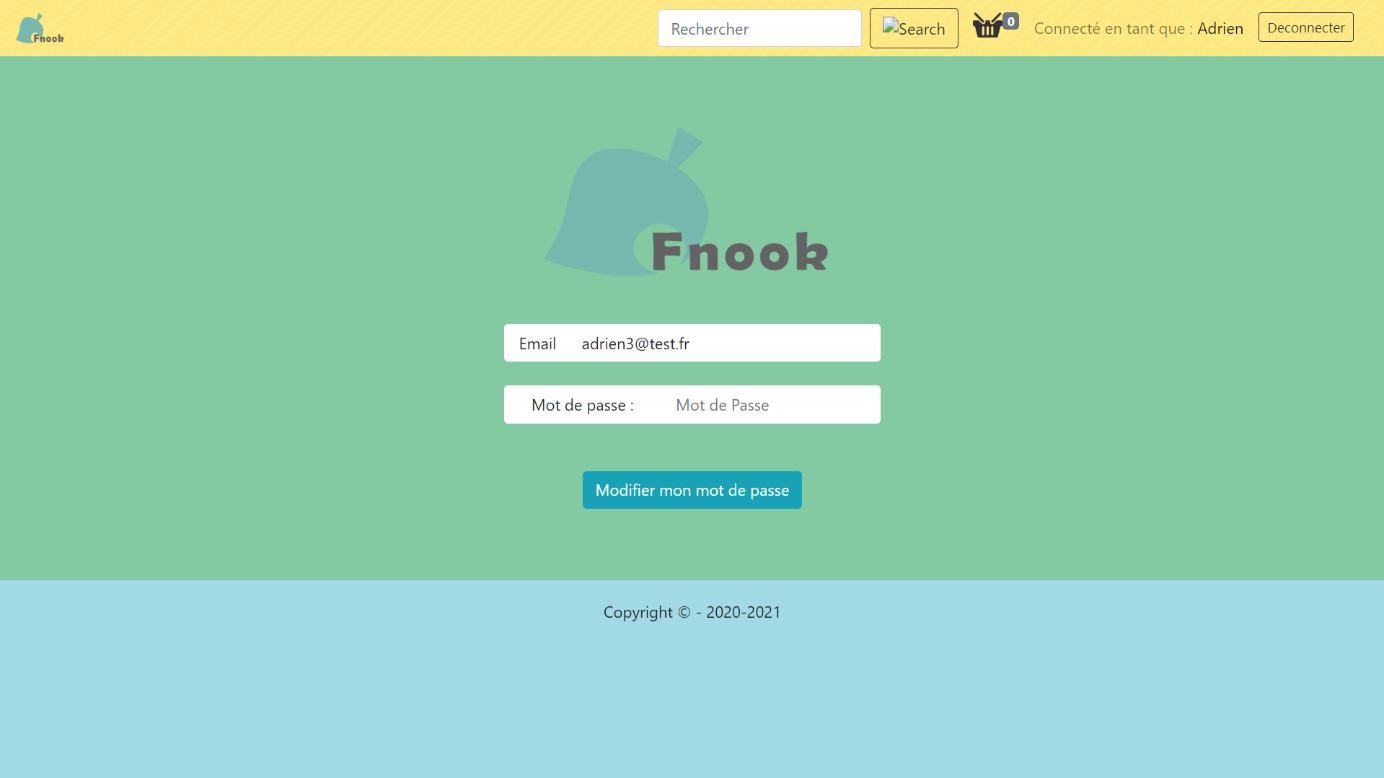 Fnook
Rechercher
Search
0
Connecté en tant que : Adrien
Deconnecter
Fnook
Email adrien3@test.fr
Mot de passe : Mot de Passe
Modifier mon mot de passe
Copyright © - 2020-2021